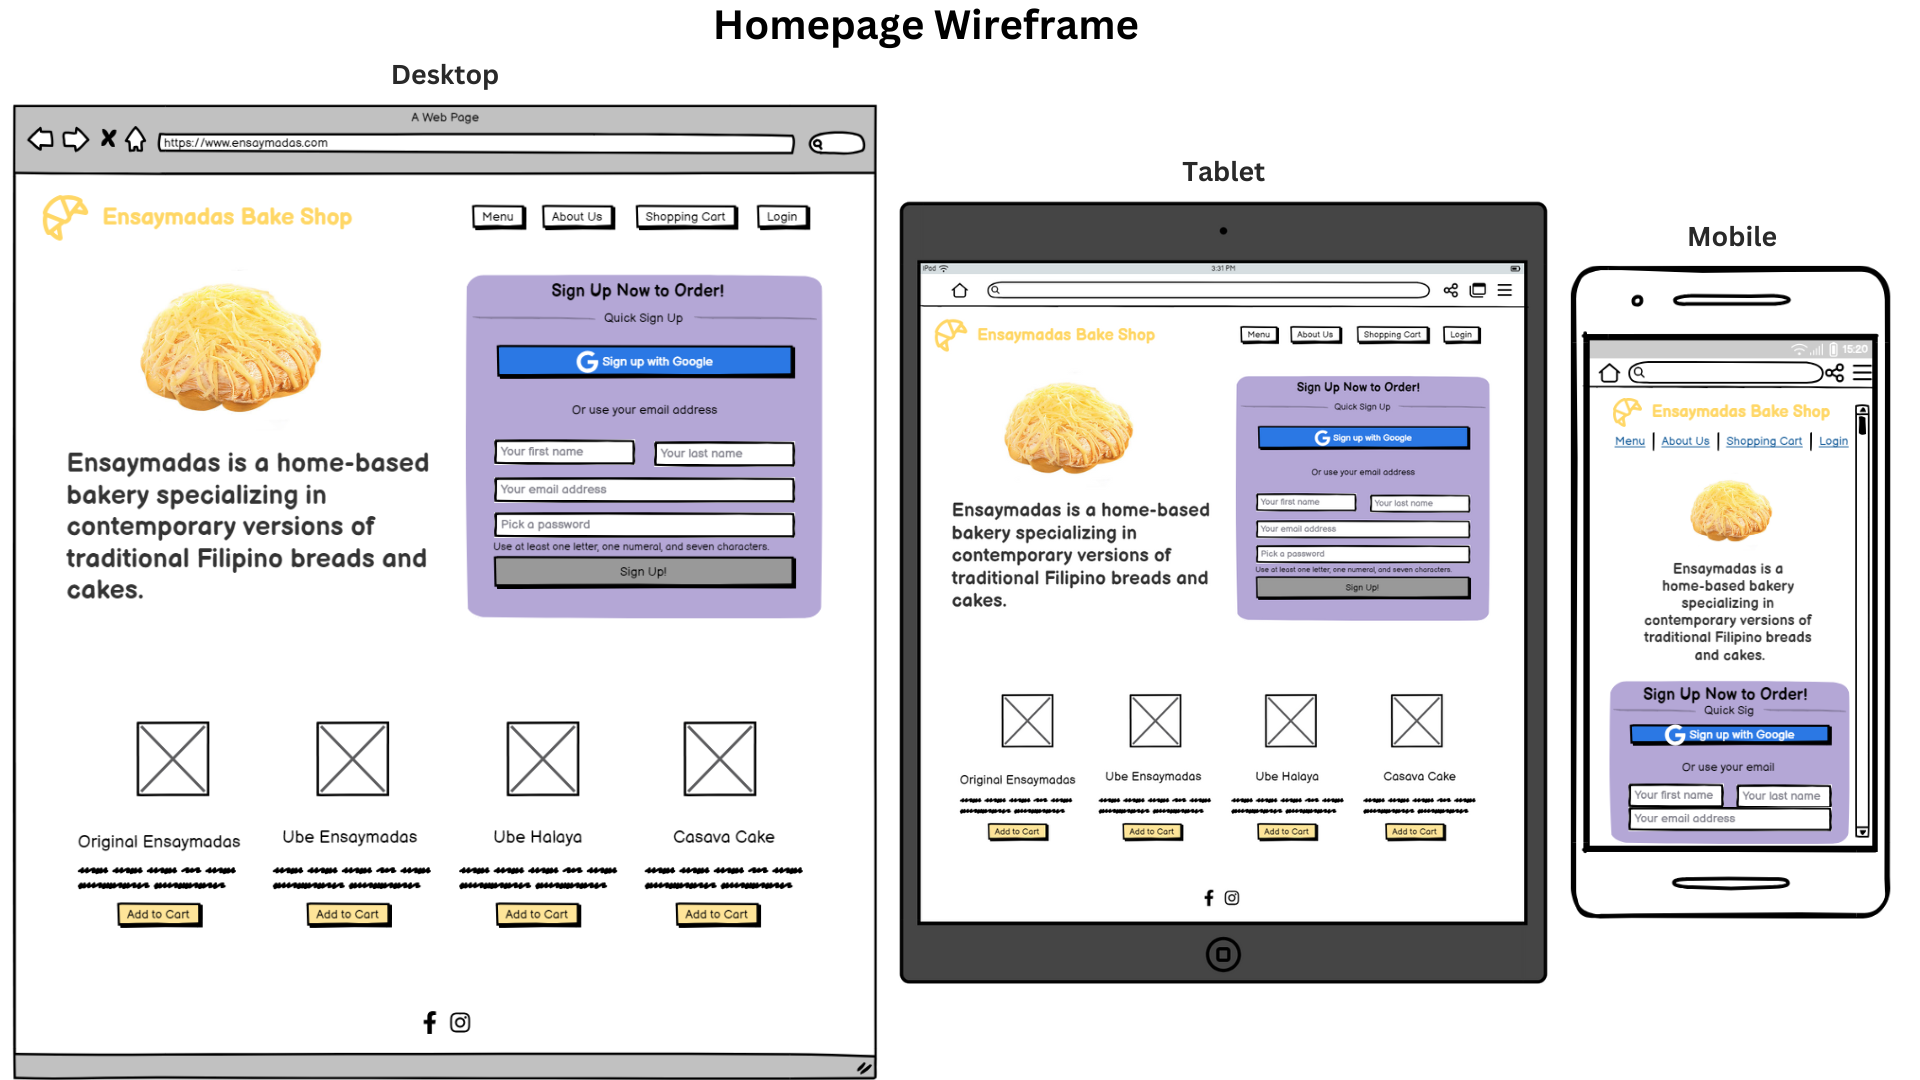 Homepage Wireframe
Desktop
A Web Page
https://www.ensaymadas.com
Ensaymadas Bake Shop
Menu
About Us
Shopping Cart
Login
Ensaymadas is a home-based
bakery specializing in
contemporary versions of
traditional Filipino breads and
cakes.
Sign Up Now to Order!
Quick Sign Up
G Sign up with Google
Or use your email address
Your first name
Your last name
Your email address
Pick a password
Use at least one letter, one numeral, and seven characters.
Sign Up!
Original Ensaymadas
Ube Ensaymadas
Ube Halaya
Casava Cake
Add to Cart
Add to Cart
Add to Cart
Add to Cart
Tablet
iPad
3:31 PM
Ensaymadas Bake Shop
Menu
About Us
Shopping Cart
Login
Ensaymadas is a home-based
bakery specializing in
contemporary versions of
traditional Filipino breads and
cakes.
Sign Up Now to Order!
Quick Sign Up
G Sign up with Google
Or use your email address
Your first name
Your last name
Your email address
Pick a password
Use at least one letter, one numeral, and seven characters.
Sign Up!
Original Ensaymadas
Ube Ensaymadas
Ube Halaya
Casava Cake
Add to Cart
Add to Cart
Add to Cart
Add to Cart
Mobile
15:20
Ensaymadas Bake Shop
Menu
About Us
Shopping Cart
Login
Ensaymadas is a
home-based bakery
specializing in
contemporary versions of
traditional Filipino breads
and cakes.
Sign Up Now to Order!
Quick Sig
G Sign up with Google
Or use your email
Your first name
Your last name
Your email address